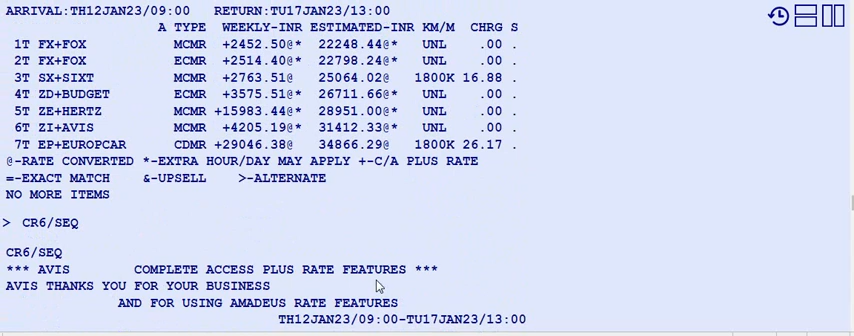 ARRIVAL:TH12JAN23/09:00 RETURN:TU17JAN23/13:00
A TYPE WEEKLY-INR ESTIMATED-INR KM/M CHRG S
1T FX+FOX MCMR +2452.50@* 22248.44@* UNL .00 .
2T FX+FOX ECMR +2514.40@* 22798.24@* UNL .00 .
3T SX+SIXT MCMR +2763.51@ 25064.02@ 1800K 16.88 .
4T ZD+BUDGET ECMR +3575.51@* 26711.66@* UNL .00 .
5T ZE+HERTZ MCMR +15983.44@* 28951.00@* UNL .00 .
6T ZI+AVIS MCMR +4205.19@* 31412.33@* UNL .00 .
7T EP+EUROPCAR CDMR +29046.38@ 34866.29@ 1800K 26.17 .
@-RATE CONVERTED *-EXTRA HOUR/DAY MAY APPLY +-C/A PLUS RATE
=-EXACT MATCH &-UPSELL >-ALTERNATE
NO MORE ITEMS
> CR6/SEQ
CR6/SEQ
*** AVIS COMPLETE ACCESS PLUS RATE FEATURES ***
AVIS THANKS YOU FOR YOUR BUSINESS
AND FOR USING AMADEUS RATE FEATURES
TH12JAN23/09:00-TU17JAN23/13:00